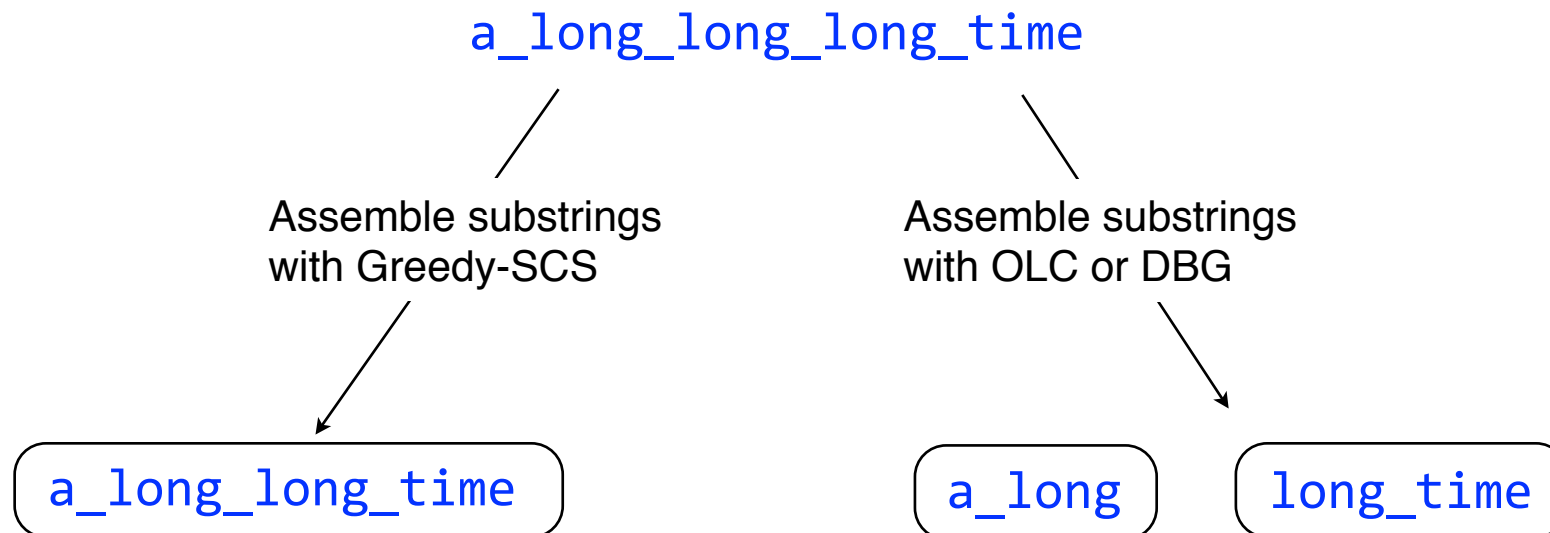 a_long_long_long_time
Assemble substrings
with Greedy-SCS
Assemble substrings
with OLC or DBG
a_long_long_time
a_long
long_time